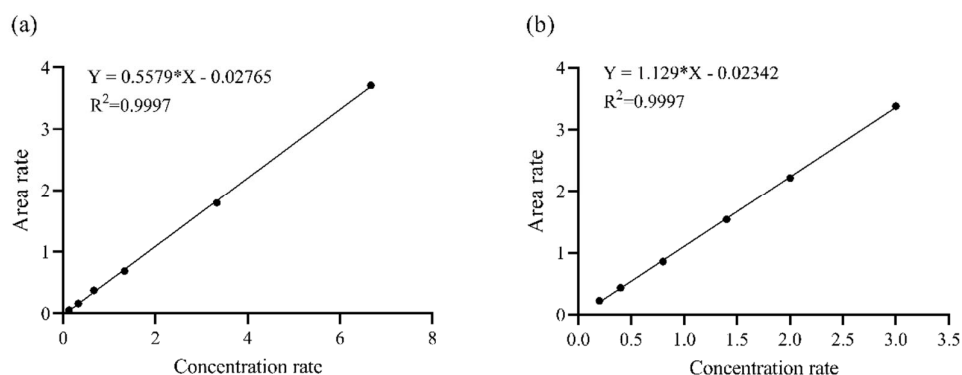 (a)
Y = 0.5579*X - 0.02765
R²=0.9997
4
3
2
1
0
Area rate
0 2 4 6 8
Concentration rate
(b)
Y = 1.129*X - 0.02342
R²=0.9997
4
3
2
1
0
Area rate
0.0 0.5 1.0 1.5 2.0 2.5 3.0 3.5
Concentration rate